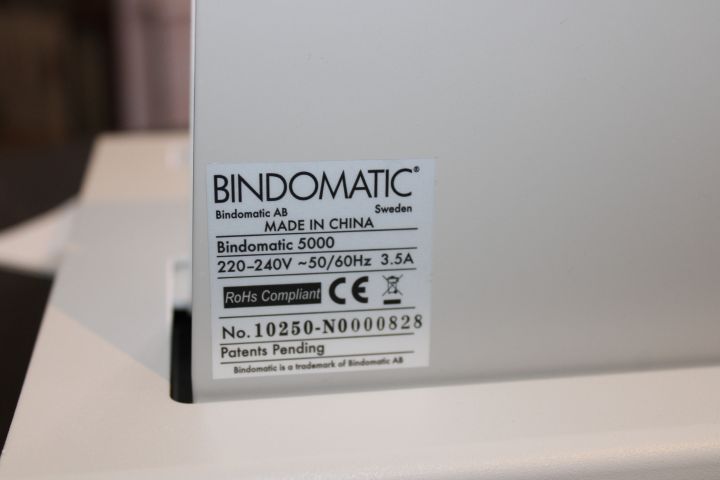 BINDOMATIC®
Bindomatic AB Sweden
MADE IN CHINA
Bindomatic 5000
220-240V ~50/60Hz 3.5A
RoHs Compliant CE
No. 10250-N0000828
Patents Pending
Bindomatic is a trademark of Bindomatic AB